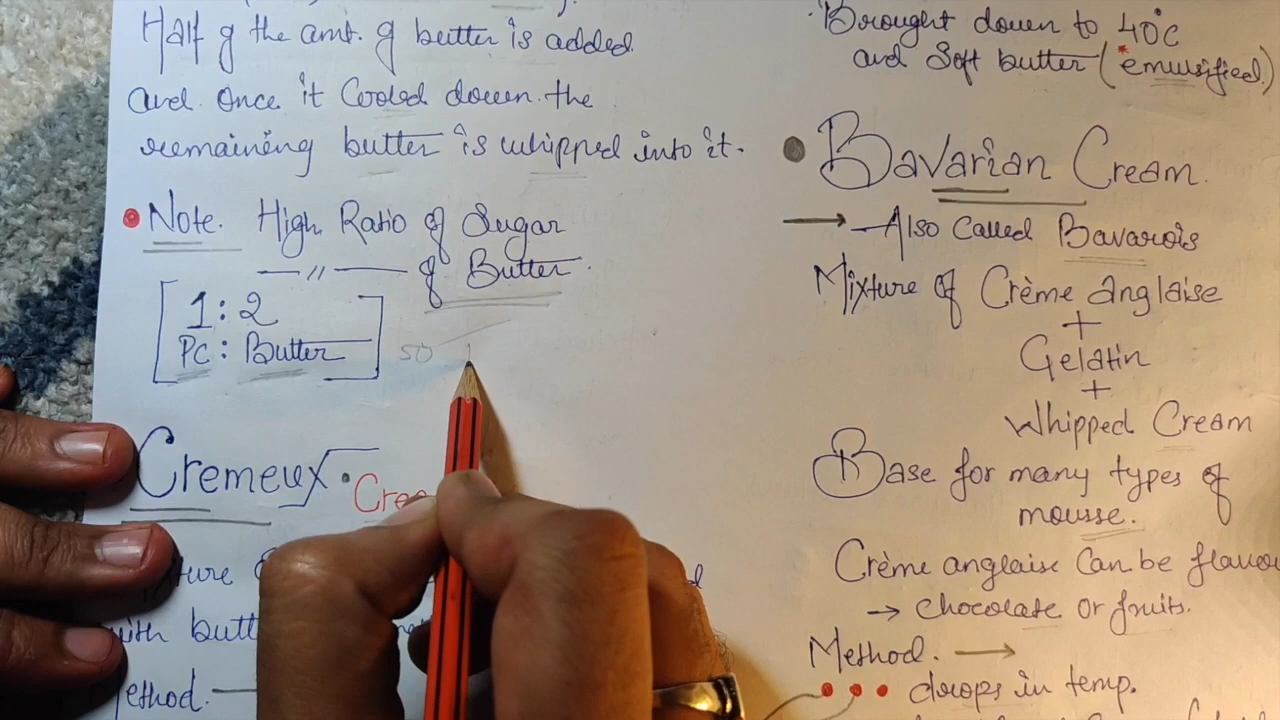 Half of the amt. of butter is added
and once it cooled down the
remaining butter is whipped into it.
Note. High Ratio of Sugar
—〃— of Butter.
1 : 2
PC : Butter
50
Cremeux.
with
Method.
Brought down to 40°C
and Soft butter (emulsified)
Bavarian Cream.
→ Also Called Bavarois
Mixture of Crème anglaise
+
Gelatin
+
Whipped Cream
Base for many types of
mousse.
Crème anglaise Can be
→ chocolate or fruits.
Method. →
drops in temp.